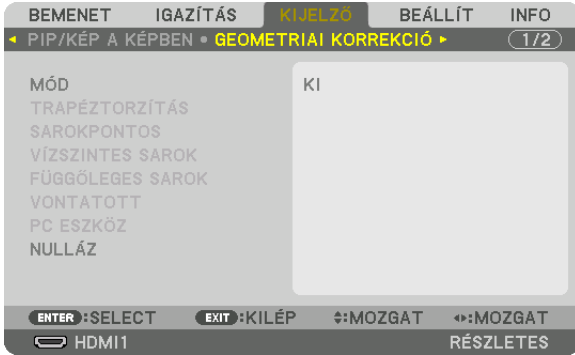 BEMENET IGAZÍTÁS KIJELZŐ BEÁLLÍT INFO
PIP/KÉP A KÉPBEN • GEOMETRIAI KORREKCIÓ 1/2
MÓD KI
TRAPÉZTORZÍTÁS
SAROKPONTOS
VÍZSZINTES SAROK
FÜGGŐLEGES SAROK
VONTATOTT
PC ESZKÖZ
NULLÁZ
ENTER :SELECT EXIT :KILÉP :MOZGAT :MOZGAT
HDMI1 RÉSZLETES